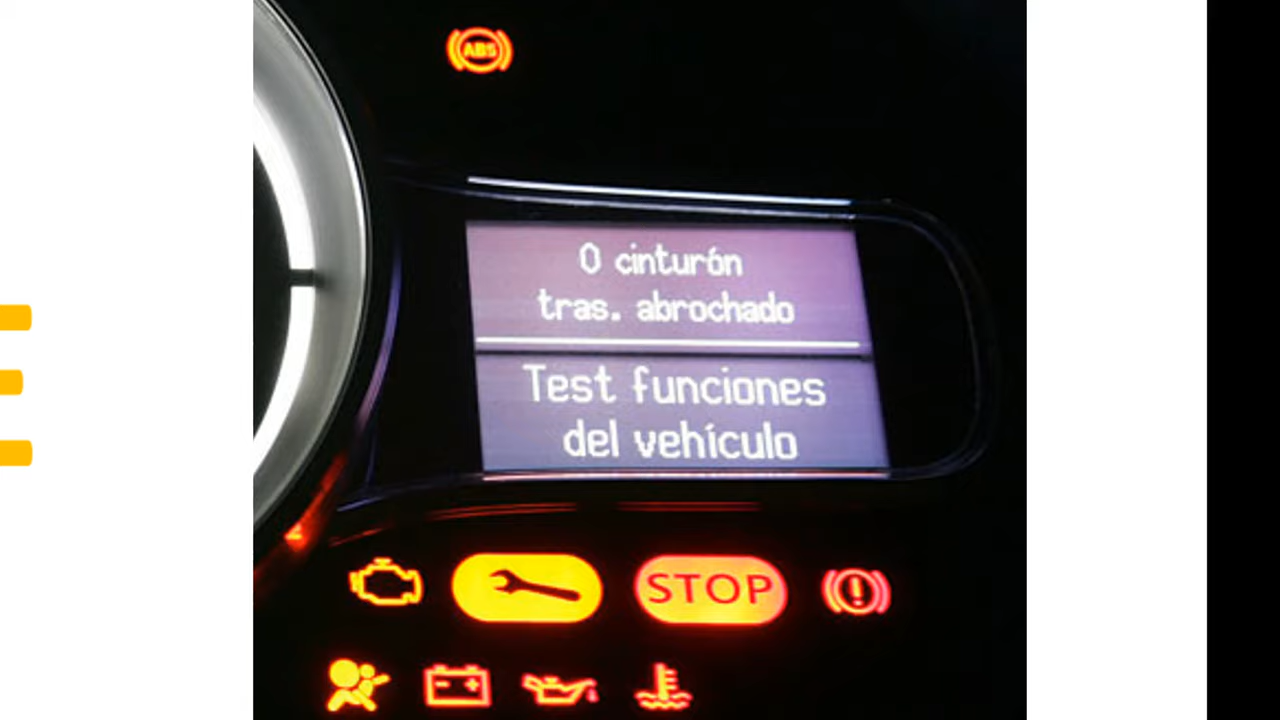 ABS
0 cinturón
tras. abrochado
Test funciones
del vehículo
STOP